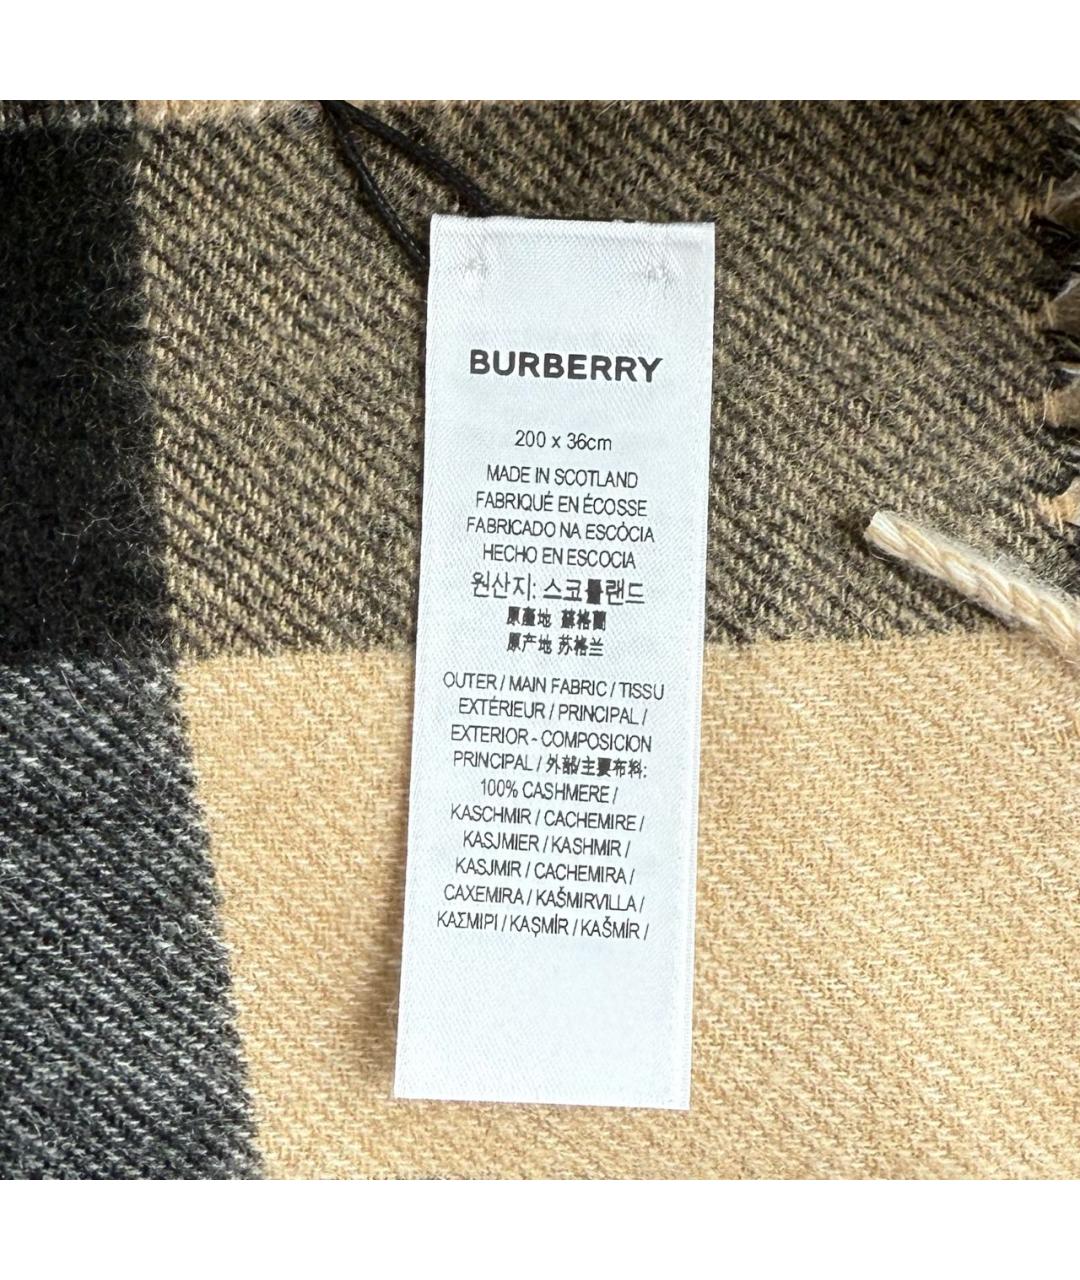 BURBERRY
200 x 36cm
MADE IN SCOTLAND
FABRIQUÉ EN ÉCOSSE
FABRICADO NA ESCÓCIA
HECHO EN ESCOCIA
원산지: 스코틀랜드
原產地 蘇格蘭
原产地 苏格兰
OUTER / MAIN FABRIC / TISSU
EXTÉRIEUR / PRINCIPAL /
EXTERIOR - COMPOSICION
PRINCIPAL / 外部/主要布料:
100% CASHMERE /
KASCHMIR / CACHEMIRE /
KASJMIER / KASHMIR /
KASJMIR / CACHEMIRA /
CAXEMIRA / KAŠMIRVILLA /
ΚΑΣΜΙΡΙ / KAŞMİR / KAŠMÍR /